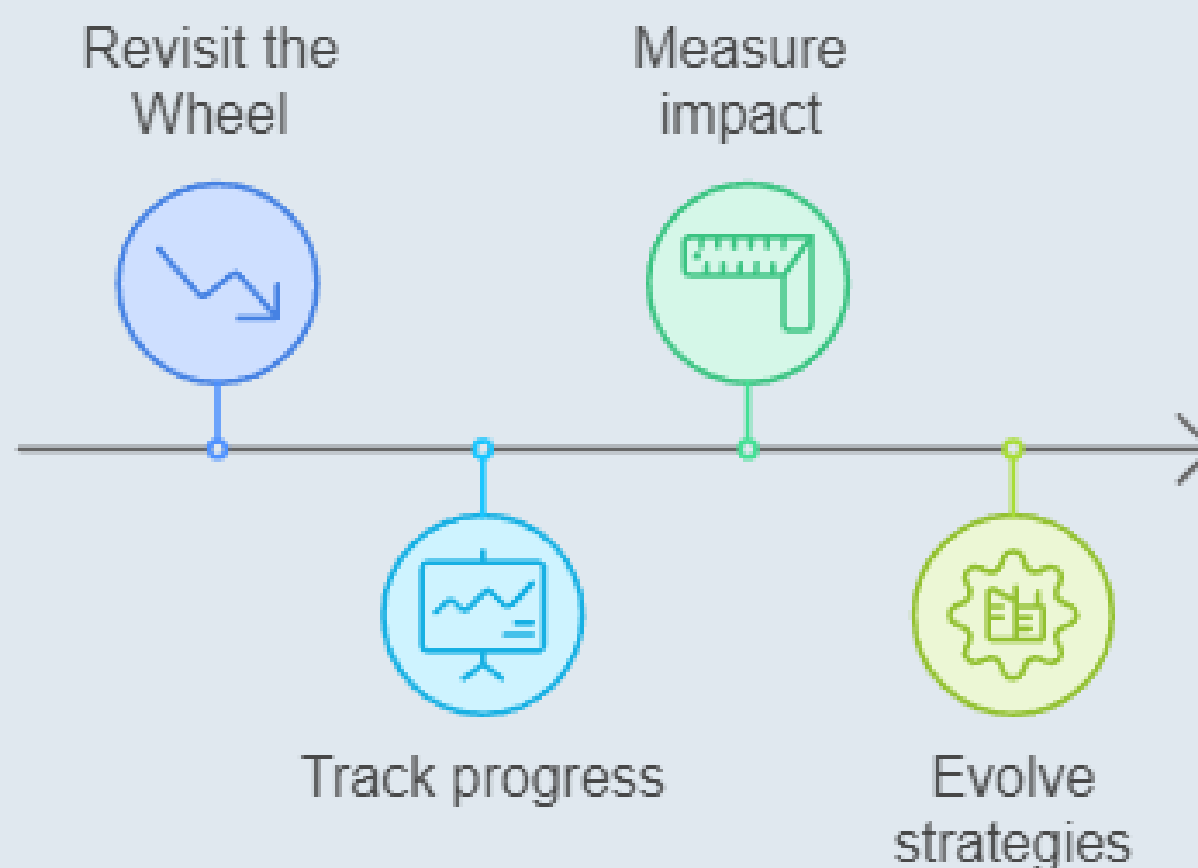 Revisit the
Wheel
Measure
impact
Track progress
Evolve
strategies